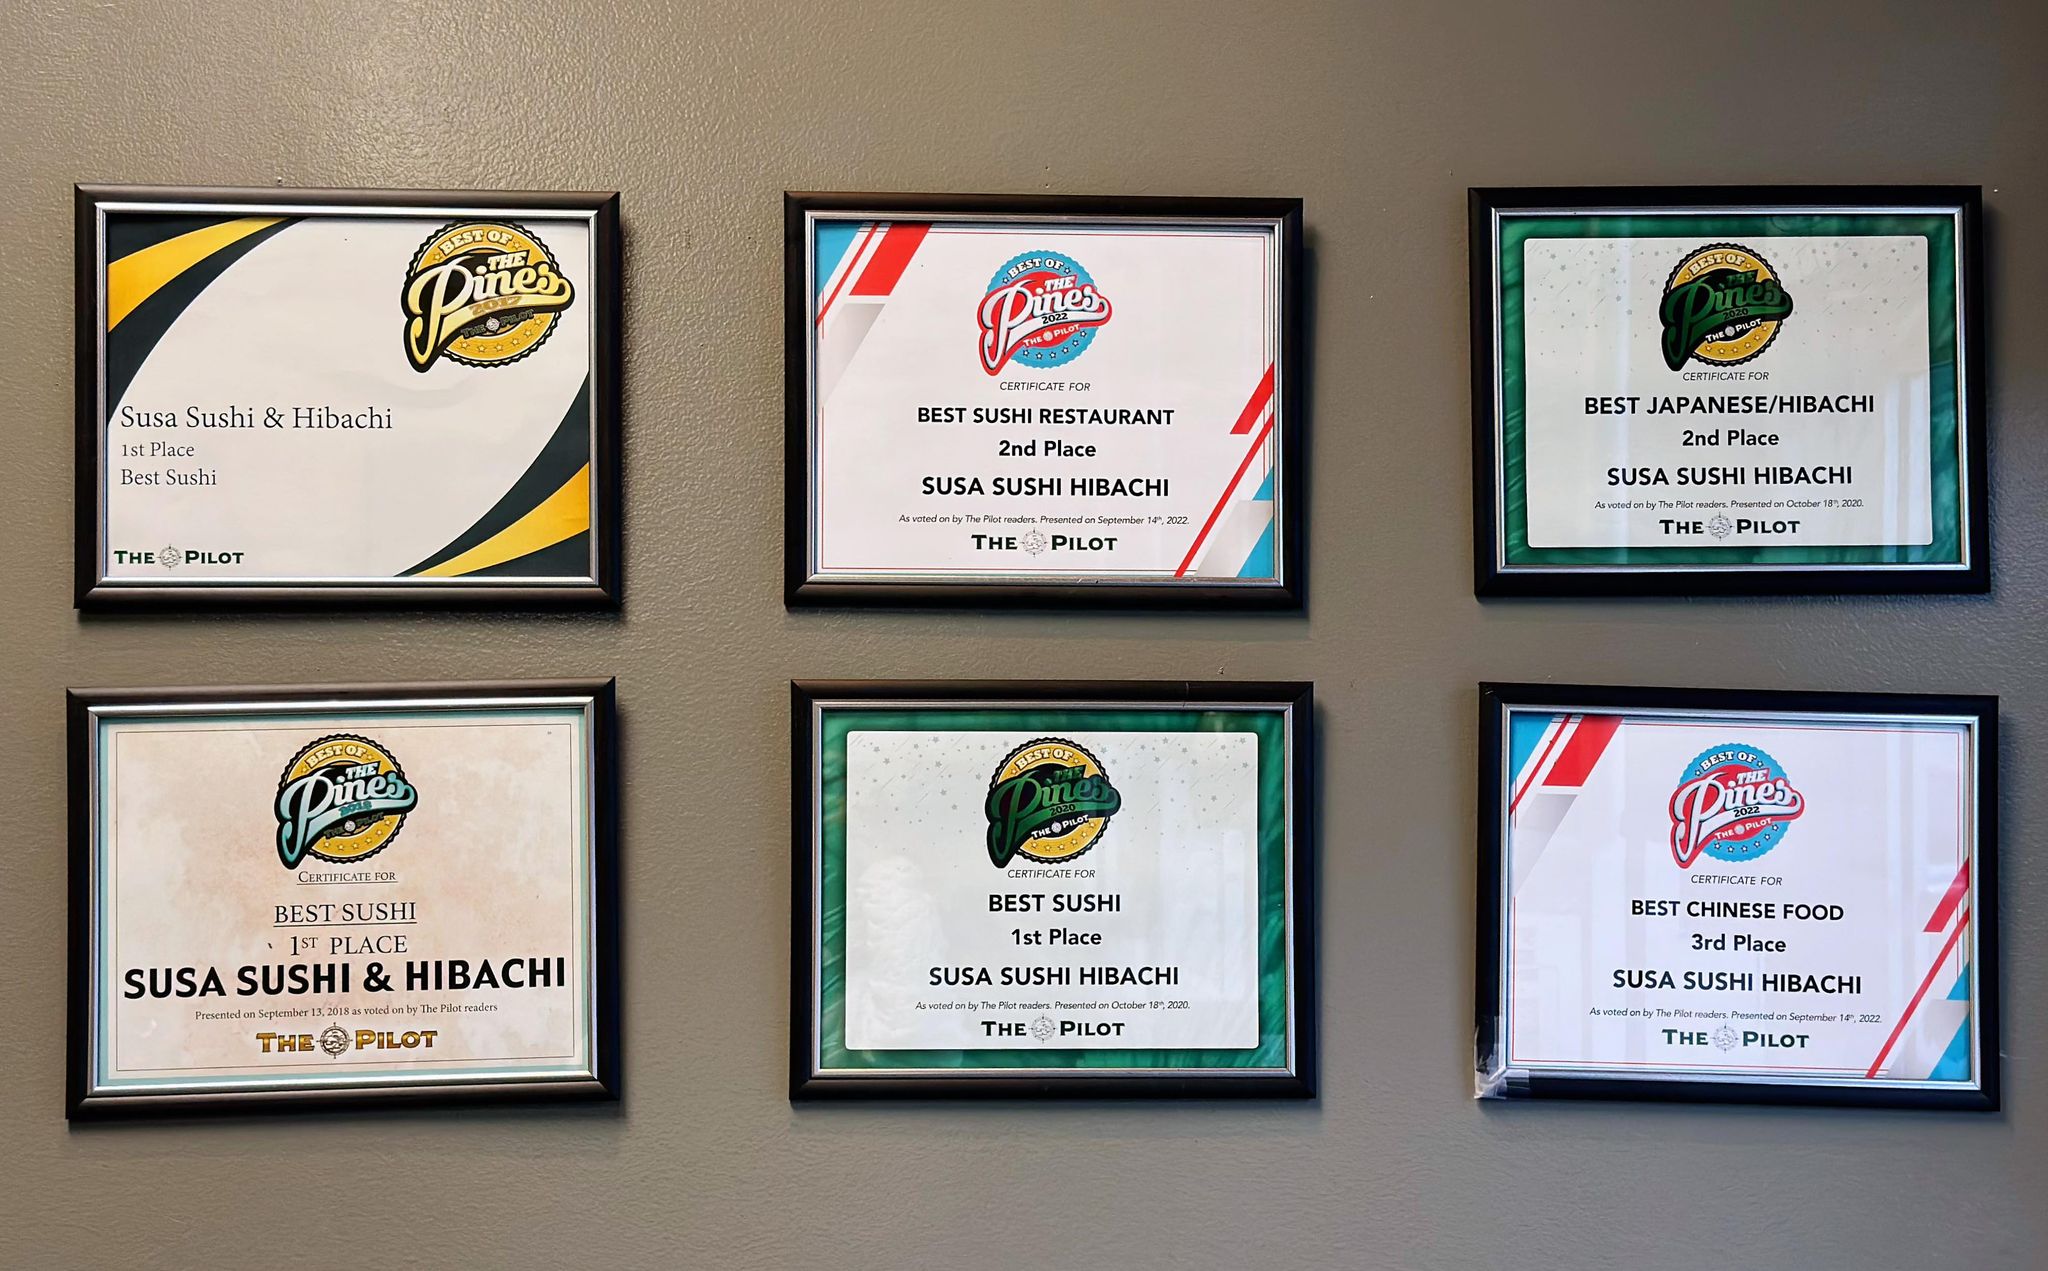 BEST OF
THE
Pines
2017
THE PILOT
Susa Sushi & Hibachi
1st Place
Best Sushi
THE PILOT
BEST OF
THE
Pines
2022
THE PILOT
CERTIFICATE FOR
BEST SUSHI RESTAURANT
2nd Place
SUSA SUSHI HIBACHI
As voted on by The Pilot readers. Presented on September 14th, 2022.
THE PILOT
BEST OF
THE
Pines
2020
THE PILOT
CERTIFICATE FOR
BEST JAPANESE/HIBACHI
2nd Place
SUSA SUSHI HIBACHI
As voted on by The Pilot readers. Presented on October 18th, 2020.
THE PILOT
BEST OF
THE
Pines
2018
THE PILOT
CERTIFICATE FOR
BEST SUSHI
1ST PLACE
SUSA SUSHI & HIBACHI
Presented on September 13, 2018 as voted on by The Pilot readers
THE PILOT
BEST OF
THE
Pines
2020
THE PILOT
CERTIFICATE FOR
BEST SUSHI
1st Place
SUSA SUSHI HIBACHI
As voted on by The Pilot readers. Presented on October 18th, 2020.
THE PILOT
BEST OF
THE
Pines
2022
THE PILOT
CERTIFICATE FOR
BEST CHINESE FOOD
3rd Place
SUSA SUSHI HIBACHI
As voted on by The Pilot readers. Presented on September 14th, 2022.
THE PILOT